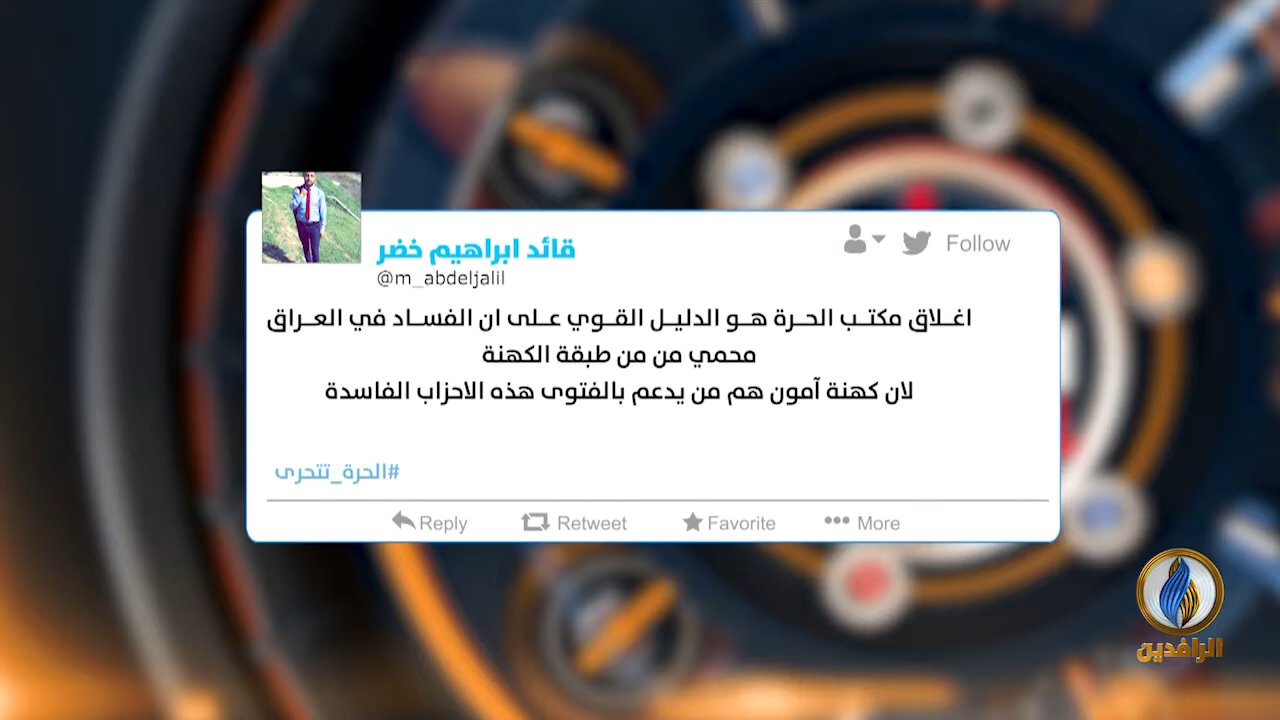 قائد ابراهيم خضر
Follow
@m_abdeljalil
اغلاق مكتب الحرة هو الدليل القوي على ان الفساد في العراق
محمي من من طبقة الكهنة
لان كهنة آمون هم من يدعم بالفتوى هذه الاحزاب الفاسدة
#الحرة_تتحرى
Reply Retweet Favorite More
الرافدين